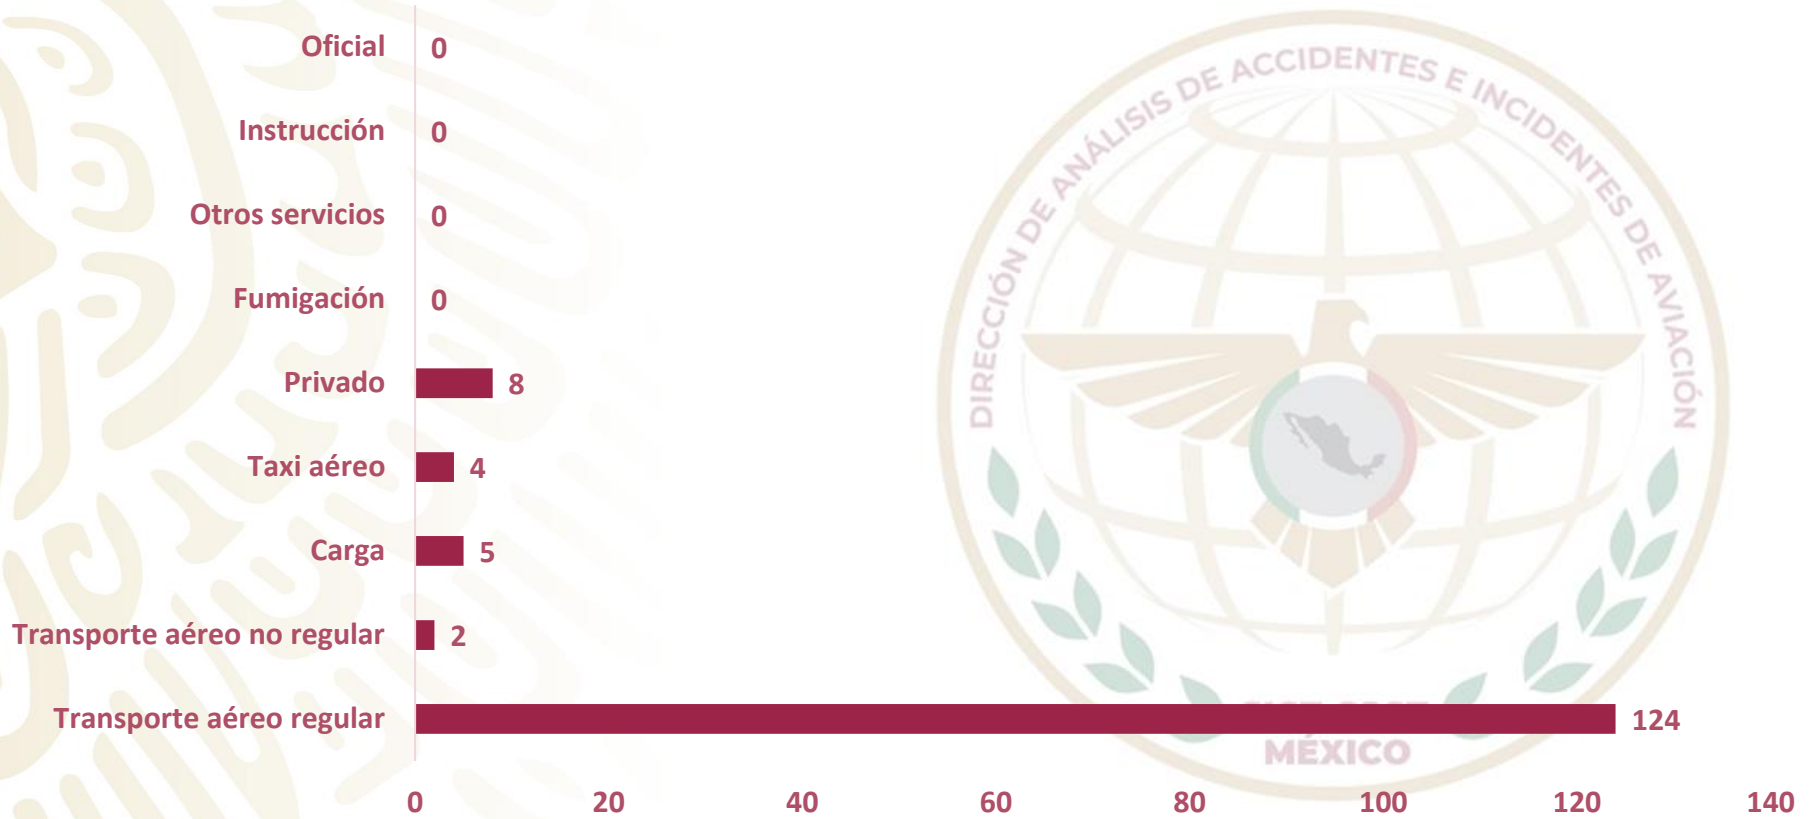 Oficial 0
Instrucción 0
Otros servicios 0
Fumigación 0
Privado 8
Taxi aéreo 4
Carga 5
Transporte aéreo no regular 2
Transporte aéreo regular 124
0 20 40 60 80 100 120 140
DIRECCIÓN DE ANÁLISIS DE ACCIDENTES E INCIDENTES DE AVIACIÓN
MÉXICO